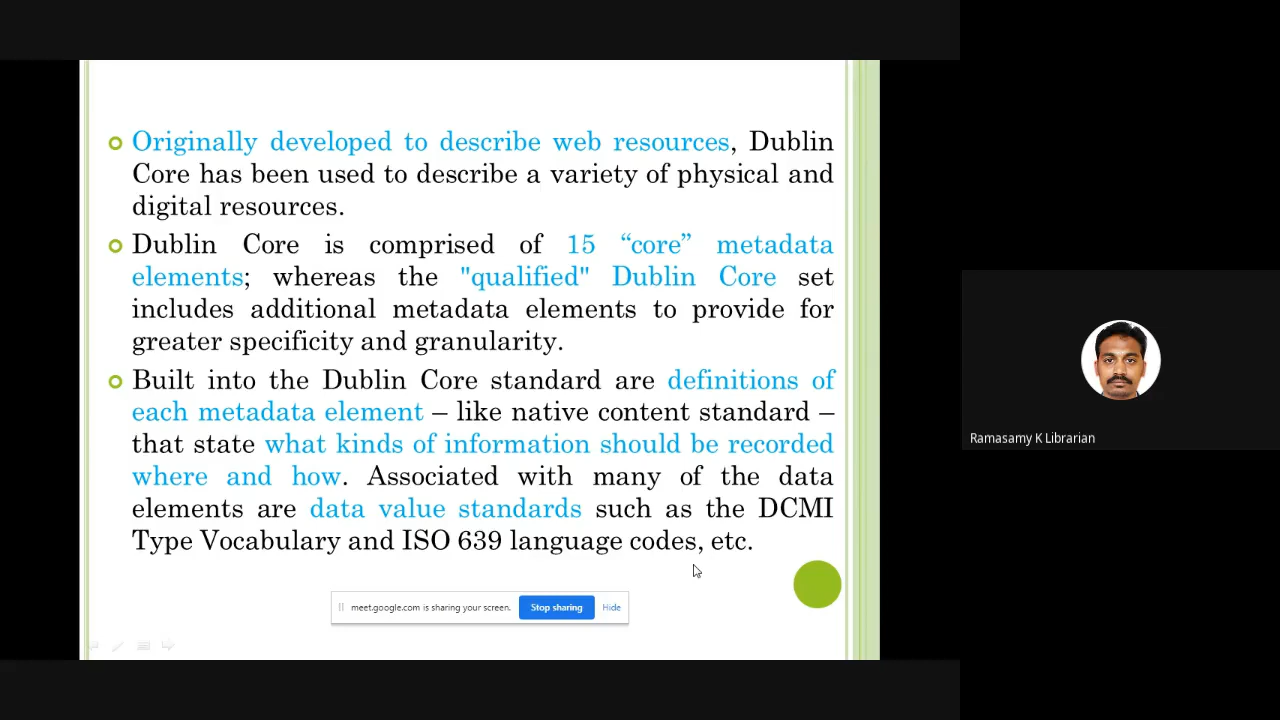 Originally developed to describe web resources, Dublin
Core has been used to describe a variety of physical and
digital resources.
Dublin Core is comprised of 15 “core” metadata
elements; whereas the "qualified" Dublin Core set
includes additional metadata elements to provide for
greater specificity and granularity.
Built into the Dublin Core standard are definitions of
each metadata element – like native content standard –
that state what kinds of information should be recorded
where and how. Associated with many of the data
elements are data value standards such as the DCMI
Type Vocabulary and ISO 639 language codes, etc.
meet.google.com is sharing your screen.
Stop sharing
Hide
Ramasamy K Librarian